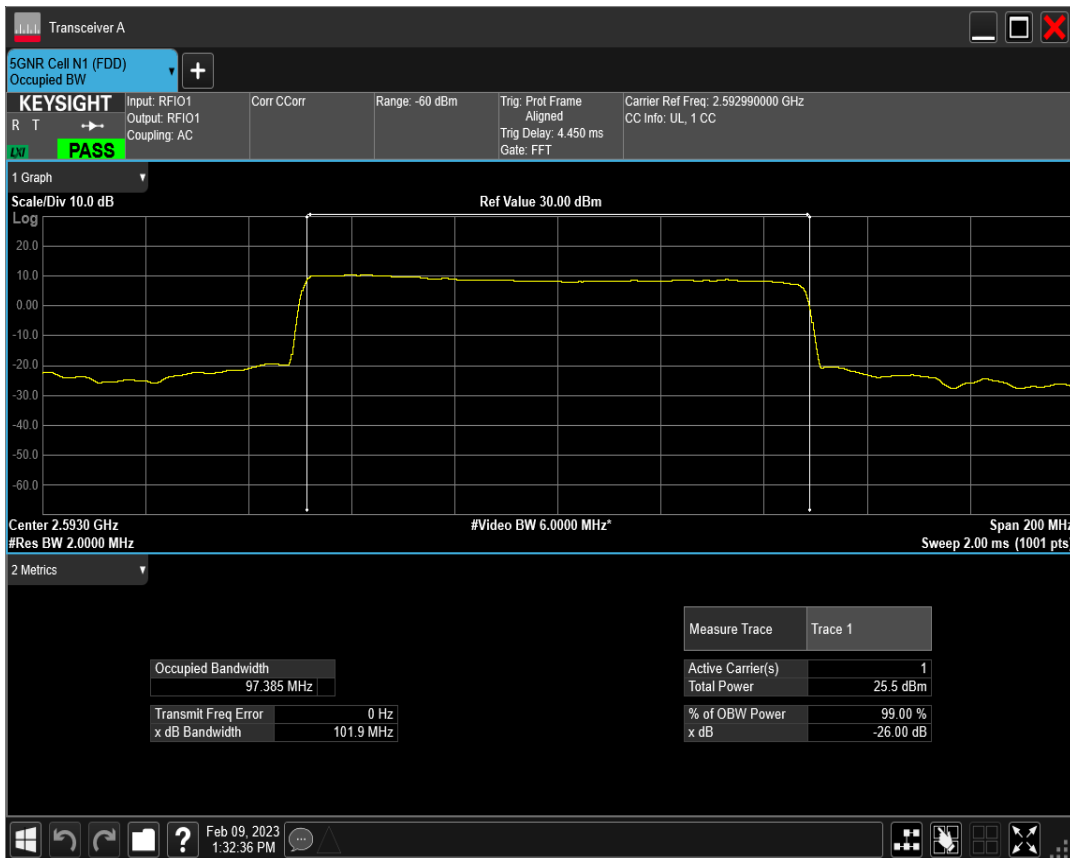 Transceiver A
5GNR Cell N1 (FDD)
Occupied BW
+
KEYSIGHT
R T
LXI
PASS
Input: RFIO1
Output: RFIO1
Coupling: AC
Corr CCorr
Range: -60 dBm
Trig: Prot Frame
Aligned
Trig Delay: 4.450 ms
Gate: FFT
Carrier Ref Freq: 2.592990000 GHz
CC Info: UL, 1 CC
1 Graph
Scale/Div 10.0 dB
Ref Value 30.00 dBm
Log
20.0
10.0
0.00
-10.0
-20.0
-30.0
-40.0
-50.0
-60.0
Center 2.5930 GHz
#Video BW 6.0000 MHz*
Span 200 MHz
#Res BW 2.0000 MHz
Sweep 2.00 ms (1001 pts)
2 Metrics
Measure Trace Trace 1
Occupied Bandwidth
97.385 MHz
Active Carrier(s) 1
Total Power 25.5 dBm
Transmit Freq Error 0 Hz
x dB Bandwidth 101.9 MHz
% of OBW Power 99.00 %
x dB -26.00 dB
?
Feb 09, 2023
1:32:36 PM